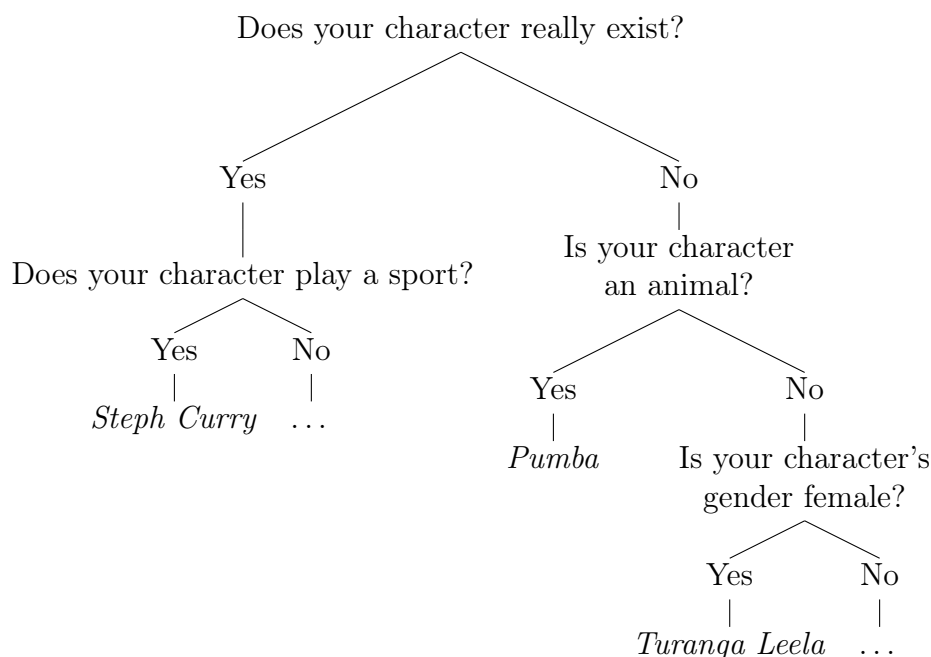 Does your character really exist?
Yes
No
Does your character play a sport?
Is your character
an animal?
Yes
No
Yes
No
Steph Curry
...
Pumba
Is your character's
gender female?
Yes
No
Turanga Leela
...